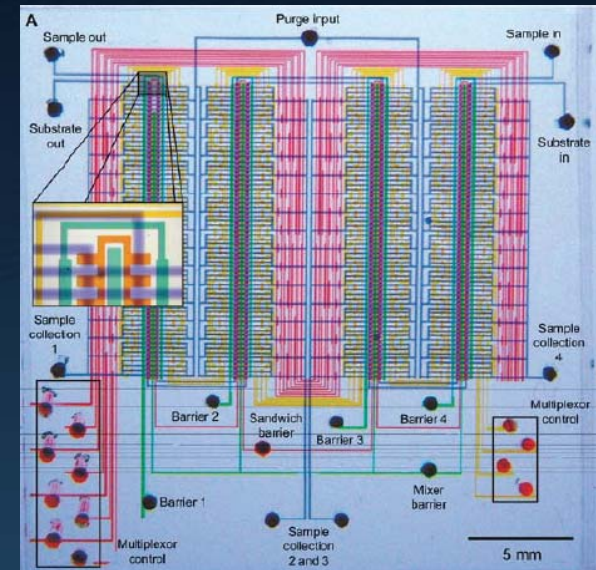 A
Purge input
Sample out
Sample in
Substrate
out
Substrate
in
Sample
collection
1
Sample
collection
4
Barrier 2
Sandwich
barrier
Barrier 3
Barrier 4
Multiplexor
control
Barrier 1
Mixer
barrier
Multiplexor
control
Sample
collection
2 and 3
5 mm